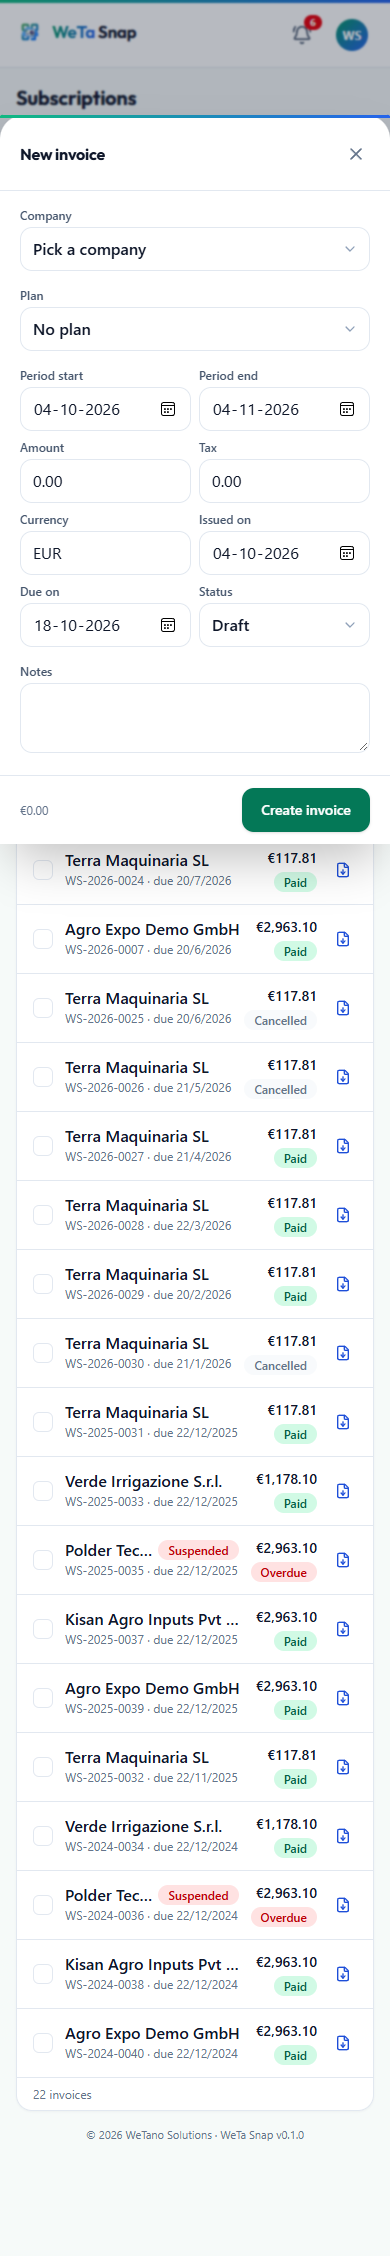 WeTa Snap
6
WS
Subscriptions
New invoice
Company
Pick a company
Plan
No plan
Period start
Period end
04-10-2026
04-11-2026
Amount
Tax
0.00
0.00
Currency
Issued on
EUR
04-10-2026
Due on
Status
18-10-2026
Draft
Notes
€0.00
Create invoice
Terra Maquinaria SL
€117.81
WS-2026-0024 · due 20/7/2026
Paid
Agro Expo Demo GmbH
€2,963.10
WS-2026-0007 · due 20/6/2026
Paid
Terra Maquinaria SL
€117.81
WS-2026-0025 · due 20/6/2026
Cancelled
Terra Maquinaria SL
€117.81
WS-2026-0026 · due 21/5/2026
Cancelled
Terra Maquinaria SL
€117.81
WS-2026-0027 · due 21/4/2026
Paid
Terra Maquinaria SL
€117.81
WS-2026-0028 · due 22/3/2026
Paid
Terra Maquinaria SL
€117.81
WS-2026-0029 · due 20/2/2026
Paid
Terra Maquinaria SL
€117.81
WS-2026-0030 · due 21/1/2026
Cancelled
Terra Maquinaria SL
€117.81
WS-2025-0031 · due 22/12/2025
Paid
Verde Irrigazione S.r.l.
€1,178.10
WS-2025-0033 · due 22/12/2025
Paid
Polder Tec... Suspended
€2,963.10
WS-2025-0035 · due 22/12/2025
Overdue
Kisan Agro Inputs Pvt ...
€2,963.10
WS-2025-0037 · due 22/12/2025
Paid
Agro Expo Demo GmbH
€2,963.10
WS-2025-0039 · due 22/12/2025
Paid
Terra Maquinaria SL
€117.81
WS-2025-0032 · due 22/11/2025
Paid
Verde Irrigazione S.r.l.
€1,178.10
WS-2024-0034 · due 22/12/2024
Paid
Polder Tec... Suspended
€2,963.10
WS-2024-0036 · due 22/12/2024
Overdue
Kisan Agro Inputs Pvt ...
€2,963.10
WS-2024-0038 · due 22/12/2024
Paid
Agro Expo Demo GmbH
€2,963.10
WS-2024-0040 · due 22/12/2024
Paid
22 invoices
© 2026 WeTano Solutions · WeTa Snap v0.1.0